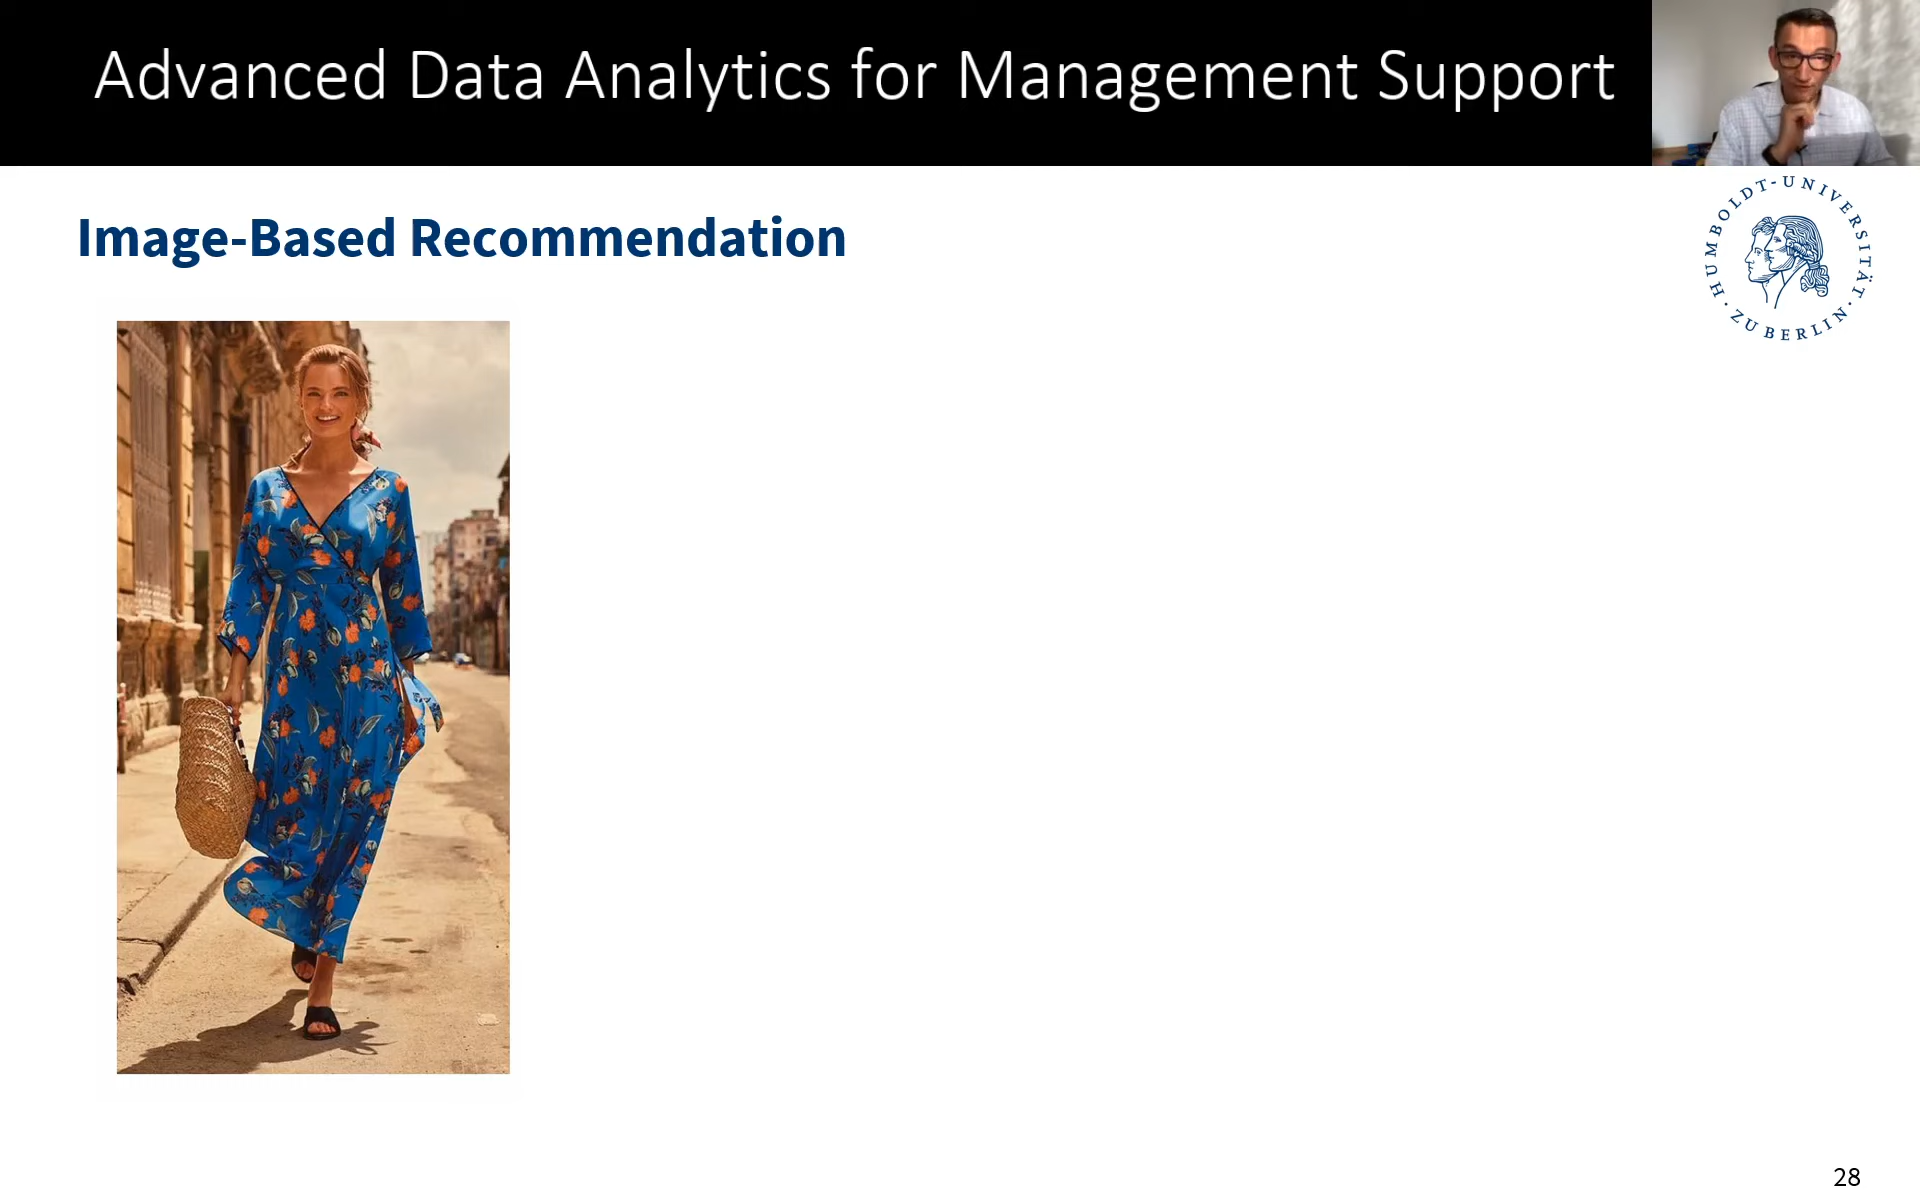 Advanced Data Analytics for Management Support
Image-Based Recommendation
HUMBOLDT-UNIVERSITÄT
· ZU BERLIN ·
28